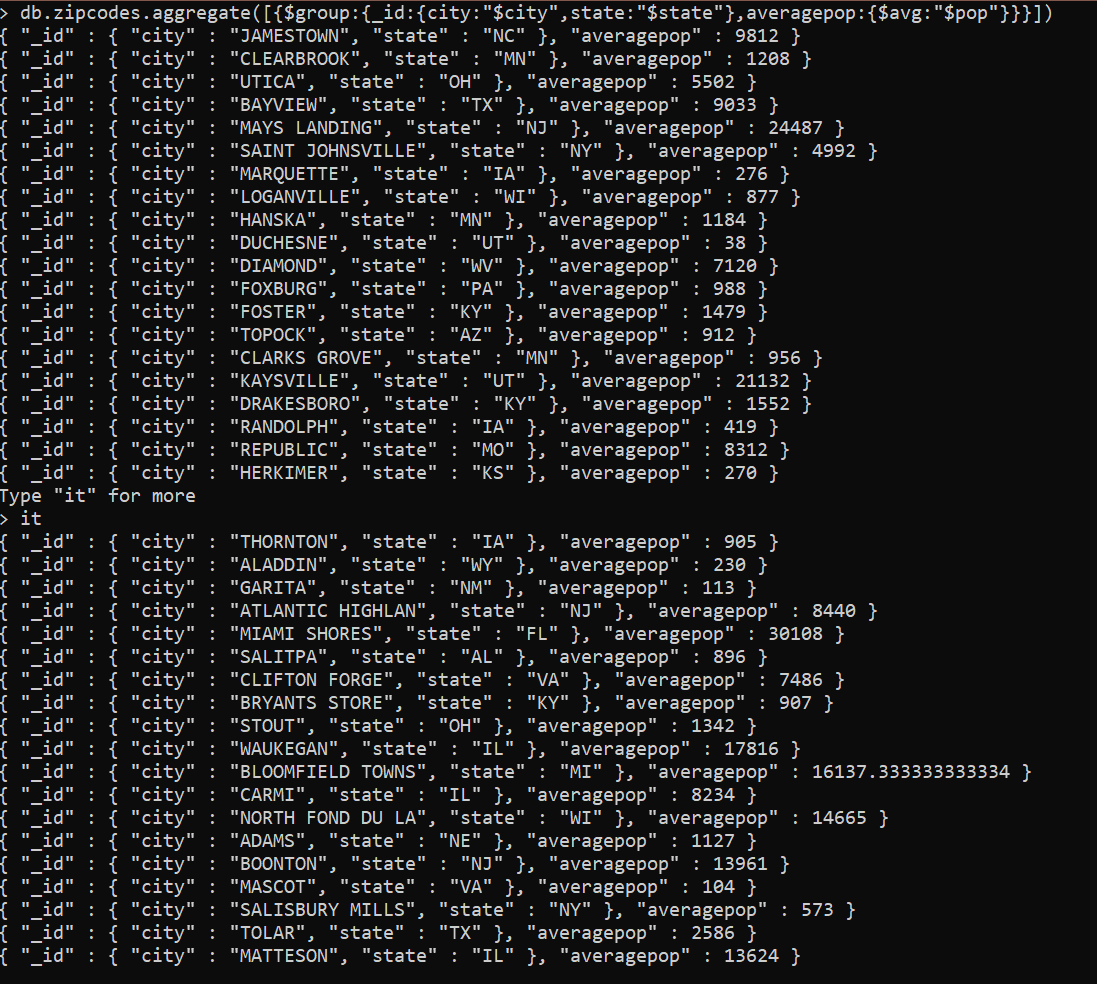 > db.zipcodes.aggregate([{$group:{_id:{city:"$city",state:"$state"},averagepop:{$avg:"$pop"}}}])
{ "_id" : { "city" : "JAMESTOWN", "state" : "NC" }, "averagepop" : 9812 }
{ "_id" : { "city" : "CLEARBROOK", "state" : "MN" }, "averagepop" : 1208 }
{ "_id" : { "city" : "UTICA", "state" : "OH" }, "averagepop" : 5502 }
{ "_id" : { "city" : "BAYVIEW", "state" : "TX" }, "averagepop" : 9033 }
{ "_id" : { "city" : "MAYS LANDING", "state" : "NJ" }, "averagepop" : 24487 }
{ "_id" : { "city" : "SAINT JOHNSVILLE", "state" : "NY" }, "averagepop" : 4992 }
{ "_id" : { "city" : "MARQUETTE", "state" : "IA" }, "averagepop" : 276 }
{ "_id" : { "city" : "LOGANVILLE", "state" : "WI" }, "averagepop" : 877 }
{ "_id" : { "city" : "HANSKA", "state" : "MN" }, "averagepop" : 1184 }
{ "_id" : { "city" : "DUCHESNE", "state" : "UT" }, "averagepop" : 38 }
{ "_id" : { "city" : "DIAMOND", "state" : "WV" }, "averagepop" : 7120 }
{ "_id" : { "city" : "FOXBURG", "state" : "PA" }, "averagepop" : 988 }
{ "_id" : { "city" : "FOSTER", "state" : "KY" }, "averagepop" : 1479 }
{ "_id" : { "city" : "TOPOCK", "state" : "AZ" }, "averagepop" : 912 }
{ "_id" : { "city" : "CLARKS GROVE", "state" : "MN" }, "averagepop" : 956 }
{ "_id" : { "city" : "KAYSVILLE", "state" : "UT" }, "averagepop" : 21132 }
{ "_id" : { "city" : "DRAKESBORO", "state" : "KY" }, "averagepop" : 1552 }
{ "_id" : { "city" : "RANDOLPH", "state" : "IA" }, "averagepop" : 419 }
{ "_id" : { "city" : "REPUBLIC", "state" : "MO" }, "averagepop" : 8312 }
{ "_id" : { "city" : "HERKIMER", "state" : "KS" }, "averagepop" : 270 }
Type "it" for more
> it
{ "_id" : { "city" : "THORNTON", "state" : "IA" }, "averagepop" : 905 }
{ "_id" : { "city" : "ALADDIN", "state" : "WY" }, "averagepop" : 230 }
{ "_id" : { "city" : "GARITA", "state" : "NM" }, "averagepop" : 113 }
{ "_id" : { "city" : "ATLANTIC HIGHLAN", "state" : "NJ" }, "averagepop" : 8440 }
{ "_id" : { "city" : "MIAMI SHORES", "state" : "FL" }, "averagepop" : 30108 }
{ "_id" : { "city" : "SALITPA", "state" : "AL" }, "averagepop" : 896 }
{ "_id" : { "city" : "CLIFTON FORGE", "state" : "VA" }, "averagepop" : 7486 }
{ "_id" : { "city" : "BRYANTS STORE", "state" : "KY" }, "averagepop" : 907 }
{ "_id" : { "city" : "STOUT", "state" : "OH" }, "averagepop" : 1342 }
{ "_id" : { "city" : "WAUKEGAN", "state" : "IL" }, "averagepop" : 17816 }
{ "_id" : { "city" : "BLOOMFIELD TOWNS", "state" : "MI" }, "averagepop" : 16137.333333333334 }
{ "_id" : { "city" : "CARMI", "state" : "IL" }, "averagepop" : 8234 }
{ "_id" : { "city" : "NORTH FOND DU LA", "state" : "WI" }, "averagepop" : 14665 }
{ "_id" : { "city" : "ADAMS", "state" : "NE" }, "averagepop" : 1127 }
{ "_id" : { "city" : "BOONTON", "state" : "NJ" }, "averagepop" : 13961 }
{ "_id" : { "city" : "MASCOT", "state" : "VA" }, "averagepop" : 104 }
{ "_id" : { "city" : "SALISBURY MILLS", "state" : "NY" }, "averagepop" : 573 }
{ "_id" : { "city" : "TOLAR", "state" : "TX" }, "averagepop" : 2586 }
{ "_id" : { "city" : "MATTESON", "state" : "IL" }, "averagepop" : 13624 }